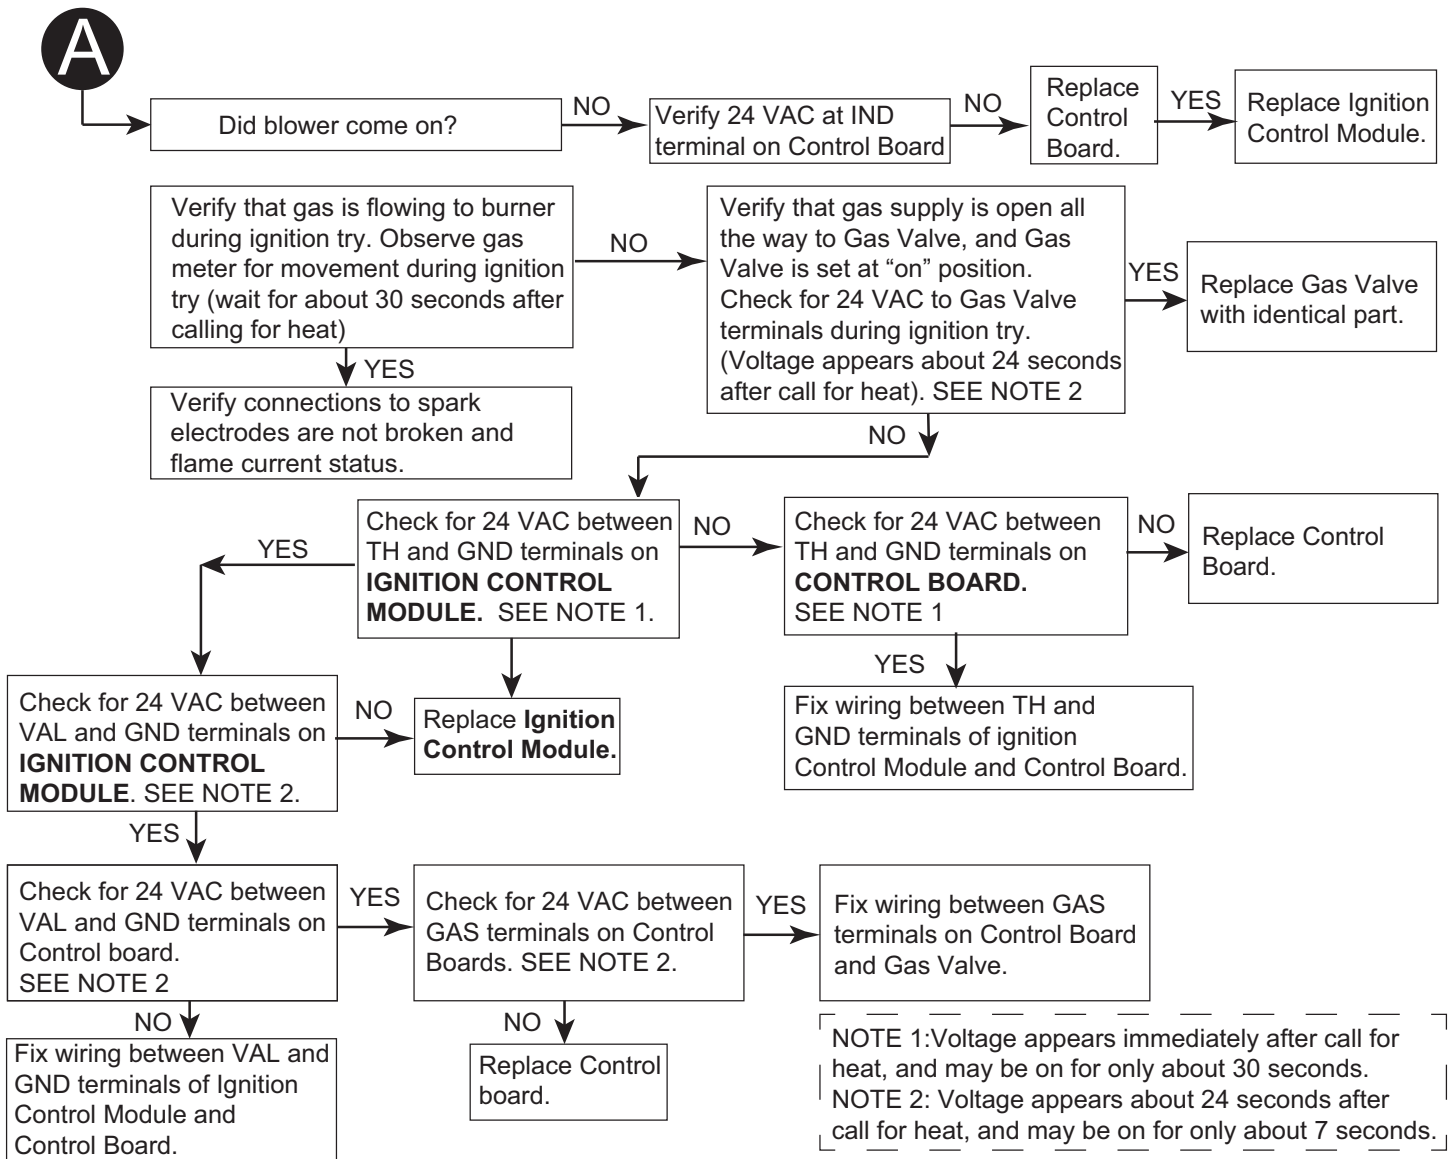 A
Did blower come on?
NO
Verify 24 VAC at IND
terminal on Control Board
NO
Replace
Control
Board.
YES
Replace Ignition
Control Module.
Verify that gas is flowing to burner
during ignition try. Observe gas
meter for movement during ignition
try (wait for about 30 seconds after
calling for heat)
NO
Verify that gas supply is open all
the way to Gas Valve, and Gas
Valve is set at “on” position.
Check for 24 VAC to Gas Valve
terminals during ignition try.
(Voltage appears about 24 seconds
after call for heat). SEE NOTE 2
YES
Replace Gas Valve
with identical part.
YES
Verify connections to spark
electrodes are not broken and
flame current status.
NO
Check for 24 VAC between
TH and GND terminals on
IGNITION CONTROL
MODULE.  SEE NOTE 1.
NO
Check for 24 VAC between
TH and GND terminals on
CONTROL BOARD.
SEE NOTE 1
NO
Replace Control
Board.
YES
YES
Fix wiring between TH and
GND terminals of ignition
Control Module and Control Board.
Check for 24 VAC between
VAL and GND terminals on
IGNITION CONTROL
MODULE. SEE NOTE 2.
NO
Replace Ignition
Control Module.
YES
Check for 24 VAC between
VAL and GND terminals on
Control board.
SEE NOTE 2
YES
Check for 24 VAC between
GAS terminals on Control
Boards. SEE NOTE 2.
YES
Fix wiring between GAS
terminals on Control Board
and Gas Valve.
NO
Fix wiring between VAL and
GND terminals of Ignition
Control Module and
Control Board.
NO
Replace Control
board.
NOTE 1:Voltage appears immediately after call for
heat, and may be on for only about 30 seconds.
NOTE 2: Voltage appears about 24 seconds after
call for heat, and may be on for only about 7 seconds.